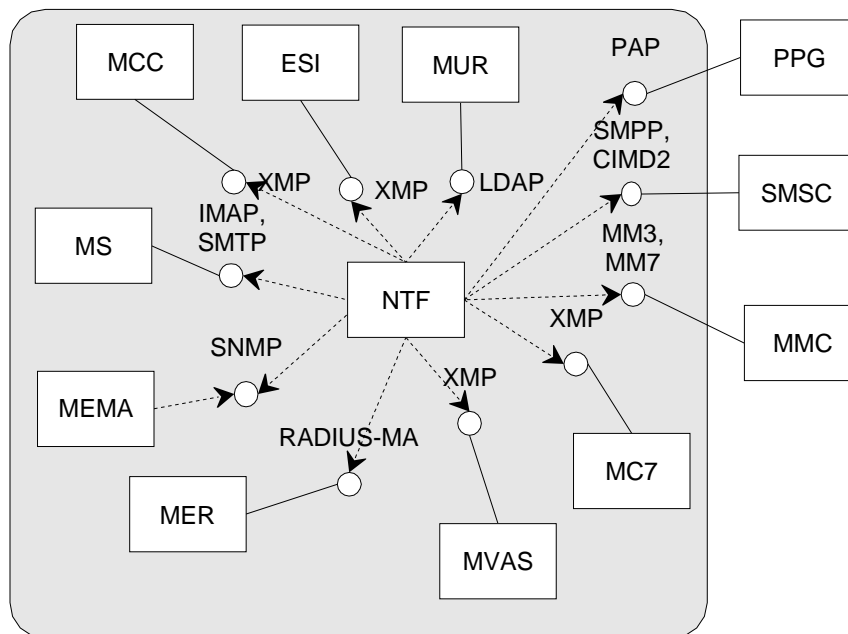 PAP
MCC
ESI
MUR
PPG
SMPP,
CIMD2
XMP
XMP
LDAP
SMSC
IMAP,
SMTP
MS
MM3,
MM7
NTF
XMP
MMC
SNMP
XMP
MEMA
RADIUS-MA
MC7
MER
MVAS